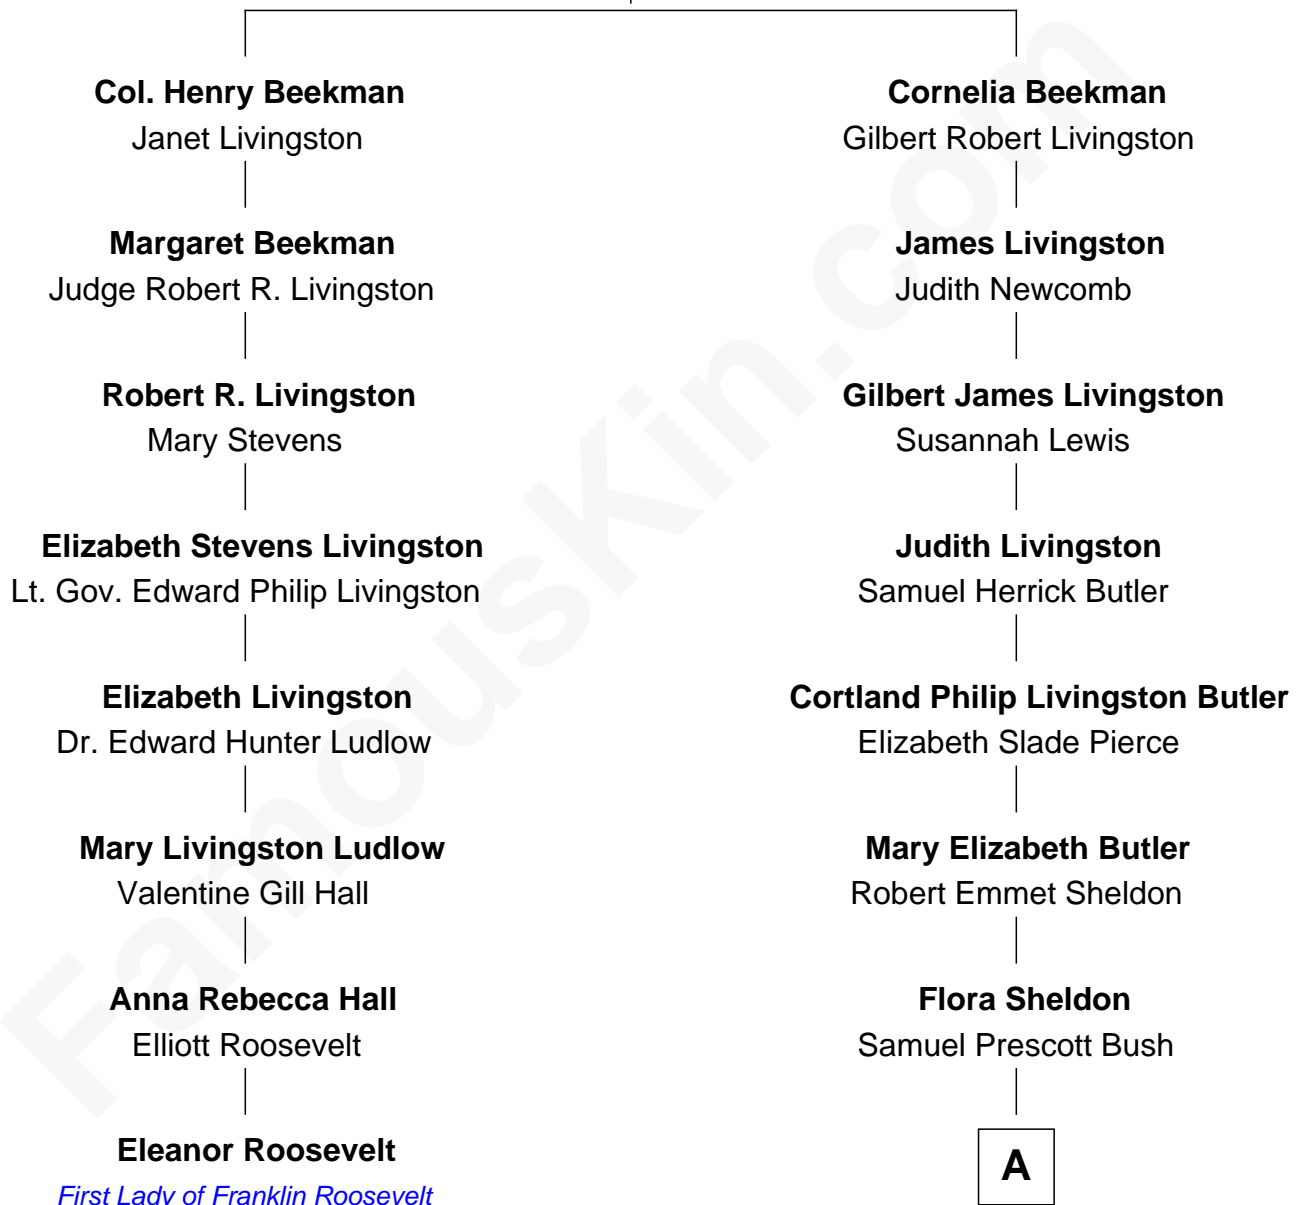 Col. Henry Beekman
Janet Livingston
Margaret Beekman
Judge Robert R. Livingston
Robert R. Livingston
Mary Stevens
Elizabeth Stevens Livingston
Lt. Gov. Edward Philip Livingston
Elizabeth Livingston
Dr. Edward Hunter Ludlow
Mary Livingston Ludlow
Valentine Gill Hall
Anna Rebecca Hall
Elliott Roosevelt
Eleanor Roosevelt
First Lady of Franklin Roosevelt
Cornelia Beekman
Gilbert Robert Livingston
James Livingston
Judith Newcomb
Gilbert James Livingston
Susannah Lewis
Judith Livingston
Samuel Herrick Butler
Cortland Philip Livingston Butler
Elizabeth Slade Pierce
Mary Elizabeth Butler
Robert Emmet Sheldon
Flora Sheldon
Samuel Prescott Bush
A
FamousKin.com